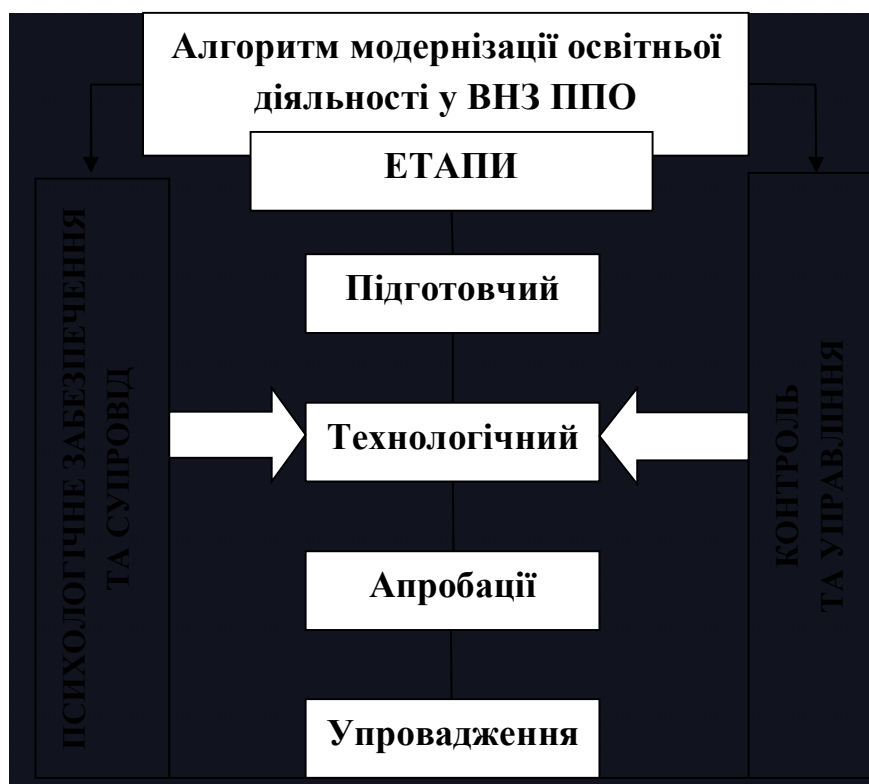 Алгоритм модернізації освітньої
діяльності у ВНЗ ППО
ЕТАПИ
Підготовчий
ПСИХОЛОГІЧНЕ ЗАБЕЗПЕЧЕННЯ
ТА СУПРОВІД
Технологічний
КОНТРОЛЬ
ТА УПРАВЛІННЯ
Апробації
Упровадження